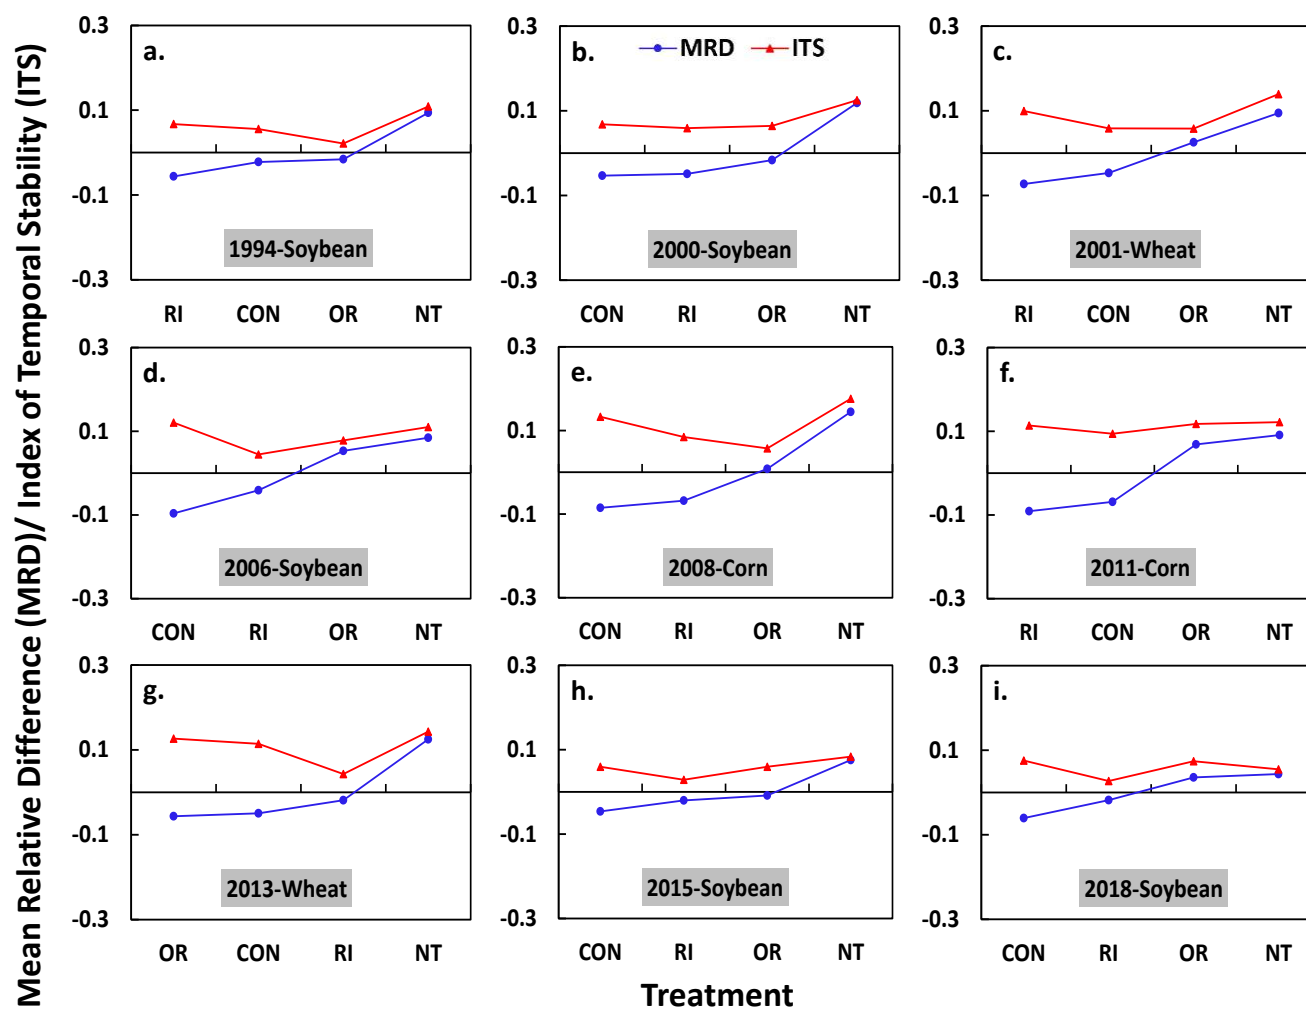 Mean Relative Difference (MRD)/ Index of Temporal Stability (ITS)
a.
0.3
0.1
-0.1
-0.3
1994-Soybean
RI CON OR NT
b.
MRD ITS
0.3
0.1
-0.1
-0.3
2000-Soybean
CON RI OR NT
c.
0.3
0.1
-0.1
-0.3
2001-Wheat
RI CON OR NT
d.
0.3
0.1
-0.1
-0.3
2006-Soybean
CON RI OR NT
e.
0.3
0.1
-0.1
-0.3
2008-Corn
CON RI OR NT
f.
0.3
0.1
-0.1
-0.3
2011-Corn
RI CON OR NT
g.
0.3
0.1
-0.1
-0.3
2013-Wheat
OR CON RI NT
h.
0.3
0.1
-0.1
-0.3
2015-Soybean
CON RI OR NT
i.
0.3
0.1
-0.1
-0.3
2018-Soybean
CON RI OR NT
Treatment